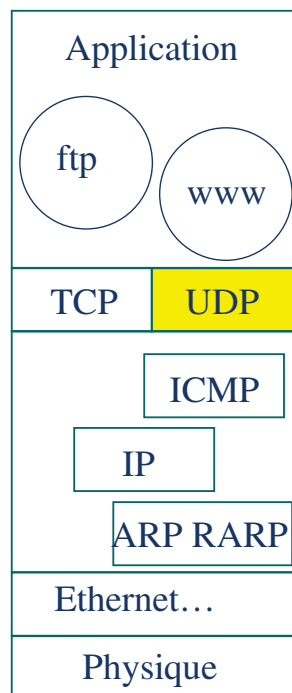 Application
ftp
www
TCP UDP
ICMP
IP
ARP RARP
Ethernet…
Physique